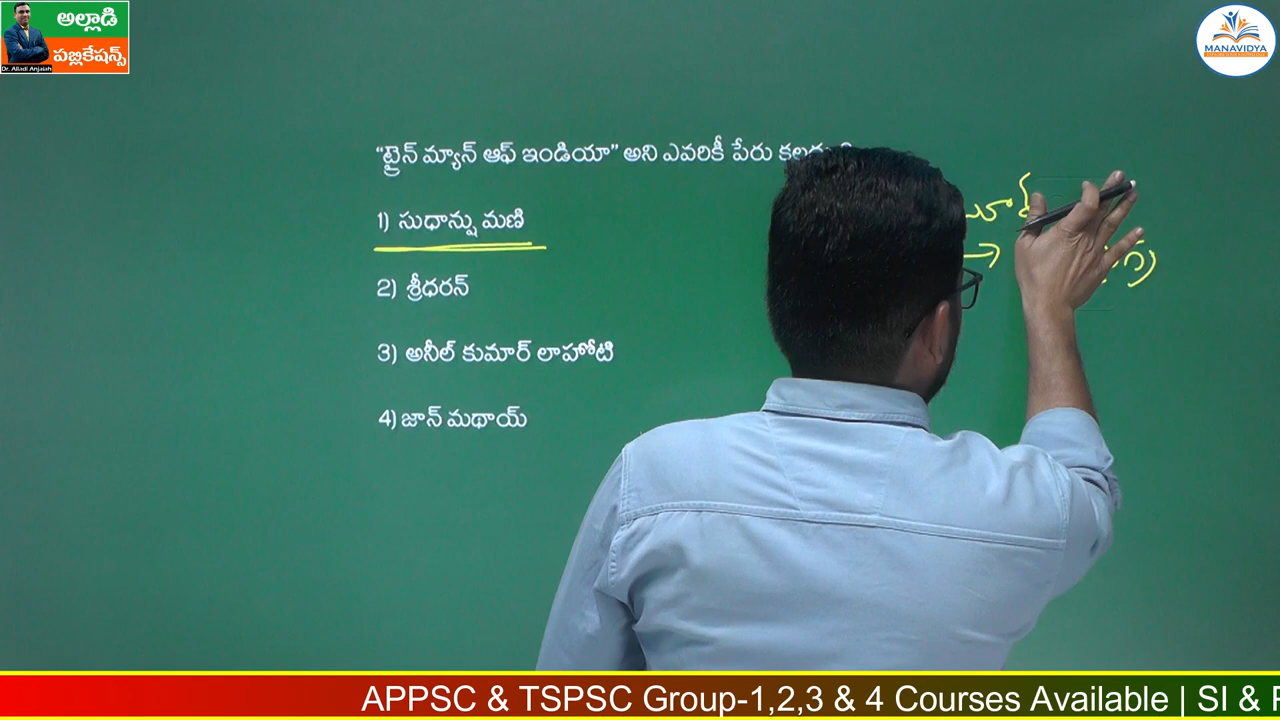 అల్లాడి
పబ్లికేషన్స్
Dr. Alladi Anjaiah
MANAVIDYA
“ట్రైన్ మ్యాన్ ఆఫ్ ఇండియా” అని ఎవరికీ పేరు
1) సుధాన్షు మణి
2) శ్రీధరన్
3) అనీల్ కుమార్ లాహోటి
4) జాన్ మథాయ్
APPSC & TSPSC Group-1,2,3 & 4 Courses Available | SI &